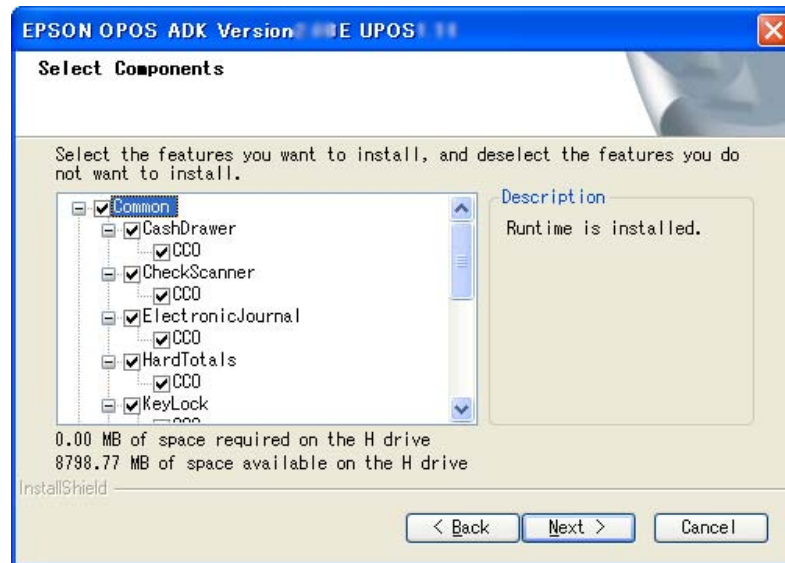 EPSON OPOS ADK Version E UPOS
Select Components
Select the features you want to install, and deselect the features you do
not want to install.
Common
CashDrawer
CCO
CheckScanner
CCO
ElectronicJournal
CCO
HardTotals
CCO
KeyLock
Description
Runtime is installed.
0.00 MB of space required on the H drive
8798.77 MB of space available on the H drive
InstallShield
< Back
Next >
Cancel